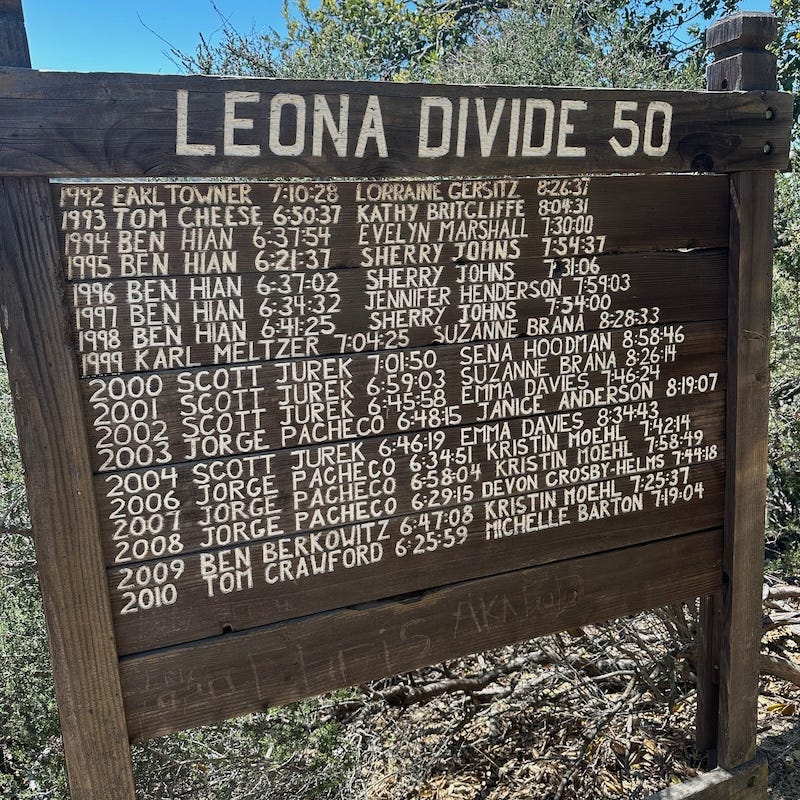 LEONA DIVIDE 50
1992 EARL TOWNER 7:10:28 LORRAINE GERSITZ 8:26:37
1993 TOM CHEESE 6:50:37 KATHY BRITCLIFFE 8:09:31
1994 BEN HIAN 6:37:54 EVELYN MARSHALL 7:30:00
1995 BEN HIAN 6:21:37 SHERRY JOHNS 7:54:37
1996 BEN HIAN 6:37:02 SHERRY JOHNS 7:31:06
1997 BEN HIAN 6:34:32 JENNIFER HENDERSON 7:59:03
1998 BEN HIAN 6:41:25 SHERRY JOHNS 7:54:00
1999 KARL MELTZER 7:04:25 SUZANNE BRANA 8:28:33
2000 SCOTT JUREK 7:01:50 SENA HOODMAN 8:58:46
2001 SCOTT JUREK 6:59:03 SUZANNE BRANA 8:26:14
2002 SCOTT JUREK 6:45:58 EMMA DAVIES 7:46:24
2003 JORGE PACHECO 6:48:15 JANICE ANDERSON 8:19:07
2004 SCOTT JUREK 6:46:19 EMMA DAVIES 8:34:43
2006 JORGE PACHECO 6:34:51 KRISTIN MOEHL 7:42:14
2007 JORGE PACHECO 6:58:04 KRISTIN MOEHL 7:58:49
2008 JORGE PACHECO 6:29:15 DEVON CROSBY-HELMS 7:44:18
2009 BEN BERKOWITZ 6:47:08 KRISTIN MOEHL 7:25:37
2010 TOM CRAWFORD 6:25:59 MICHELLE BARTON 7:19:04
CHRIS AKA